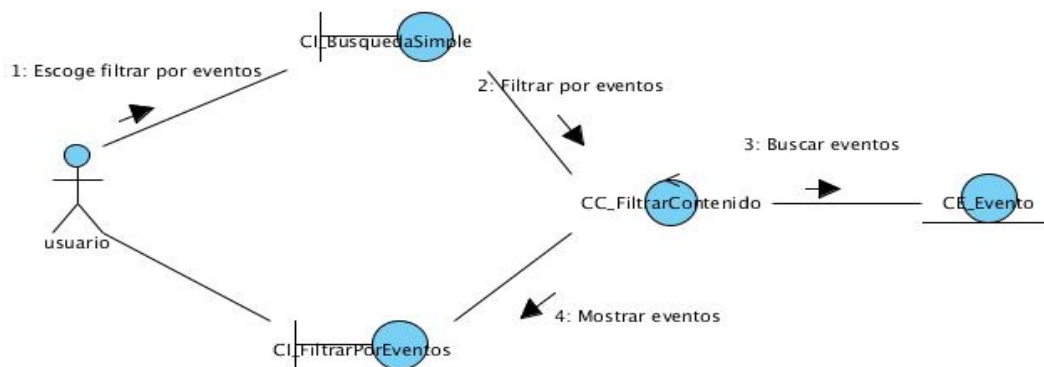 CI_BusquedaSimple
1: Escoge filtrar por eventos
2: Filtrar por eventos
3: Buscar eventos
CC_FiltrarContenido
CE_Evento
usuario
4: Mostrar eventos
CI_FiltrarPorEventos